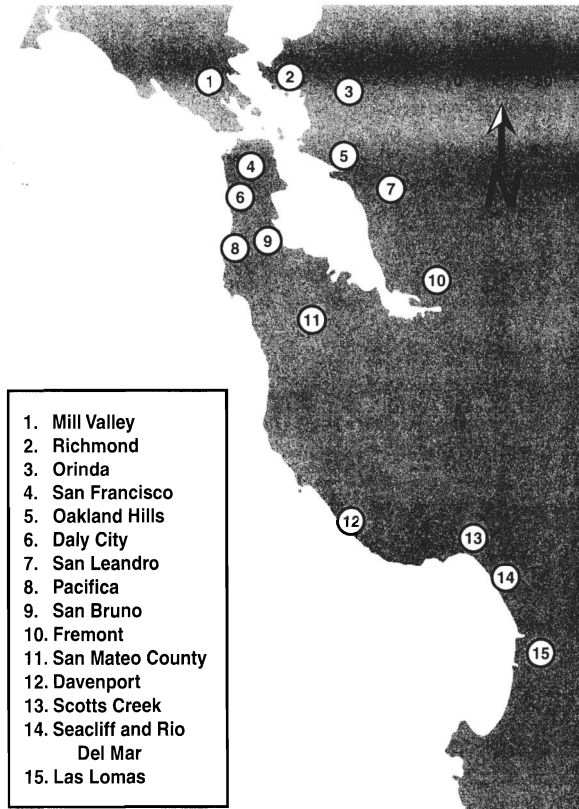 1
2
3
4
5
6
7
8
9
10
11
12
13
14
15
N
1. Mill Valley
2. Richmond
3. Orinda
4. San Francisco
5. Oakland Hills
6. Daly City
7. San Leandro
8. Pacifica
9. San Bruno
10. Fremont
11. San Mateo County
12. Davenport
13. Scotts Creek
14. Seacliff and Rio
Del Mar
15. Las Lomas